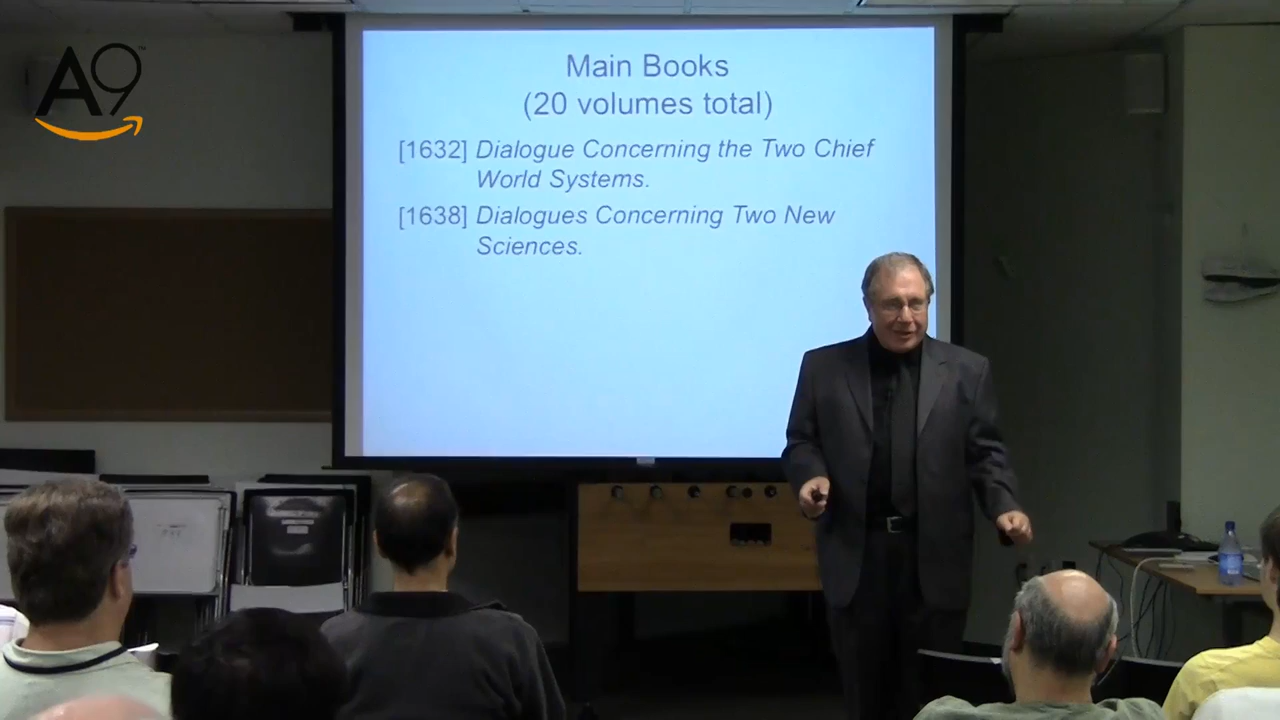 A9™
Main Books
(20 volumes total)
[1632] Dialogue Concerning the Two Chief
World Systems.
[1638] Dialogues Concerning Two New
Sciences.